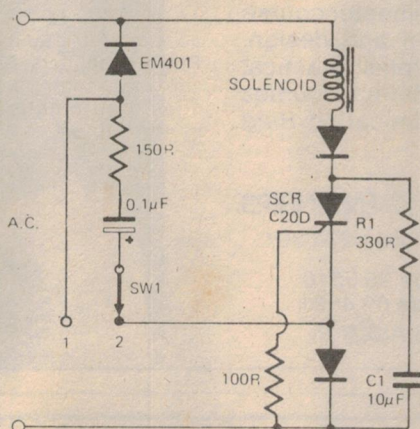 EM401
SOLENOID
150R
0.1µF
+
SCR
C20D
R1
330R
A.C.
SW1
1
2
100R
C1
10µF